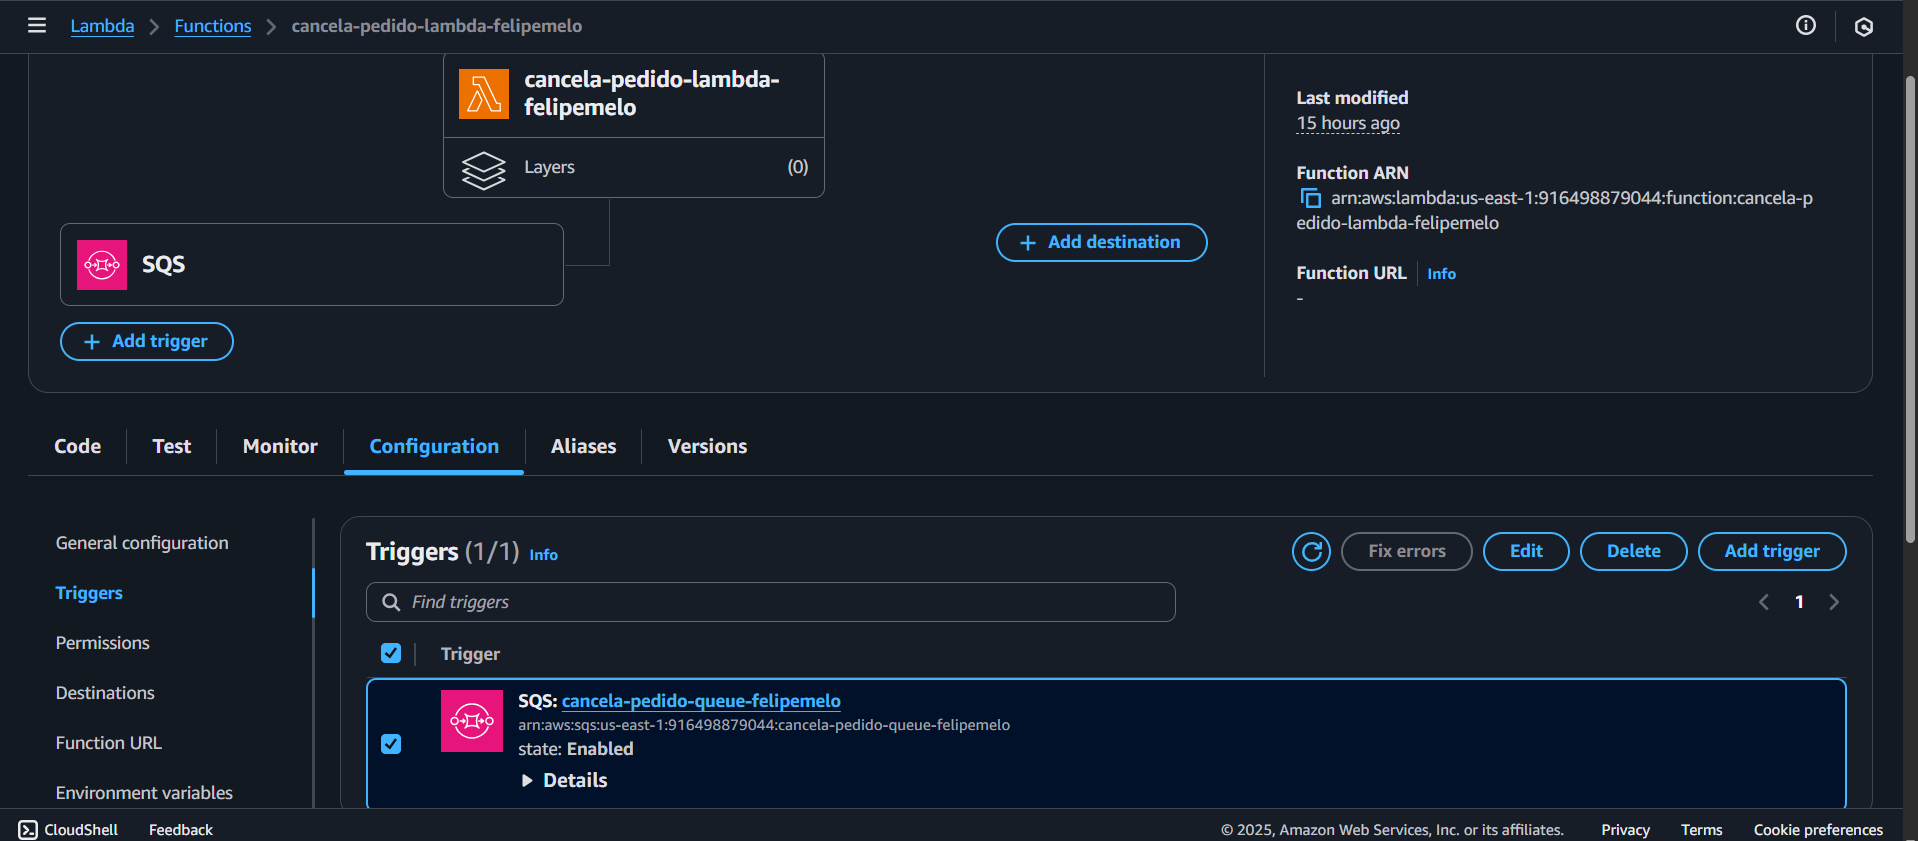 Lambda > Functions > cancela-pedido-lambda-felipemelo
cancela-pedido-lambda-
felipemelo
Layers (0)
SQS
+ Add trigger
+ Add destination
Last modified
15 hours ago
Function ARN
arn:aws:lambda:us-east-1:916498879044:function:cancela-p
edido-lambda-felipemelo
Function URL Info
-
Code Test Monitor Configuration Aliases Versions
General configuration
Triggers
Permissions
Destinations
Function URL
Environment variables
Triggers (1/1) Info
Fix errors Edit Delete Add trigger
Find triggers
1
Trigger
SQS: cancela-pedido-queue-felipemelo
arn:aws:sqs:us-east-1:916498879044:cancela-pedido-queue-felipemelo
state: Enabled
Details
CloudShell Feedback © 2025, Amazon Web Services, Inc. or its affiliates. Privacy Terms Cookie preferences